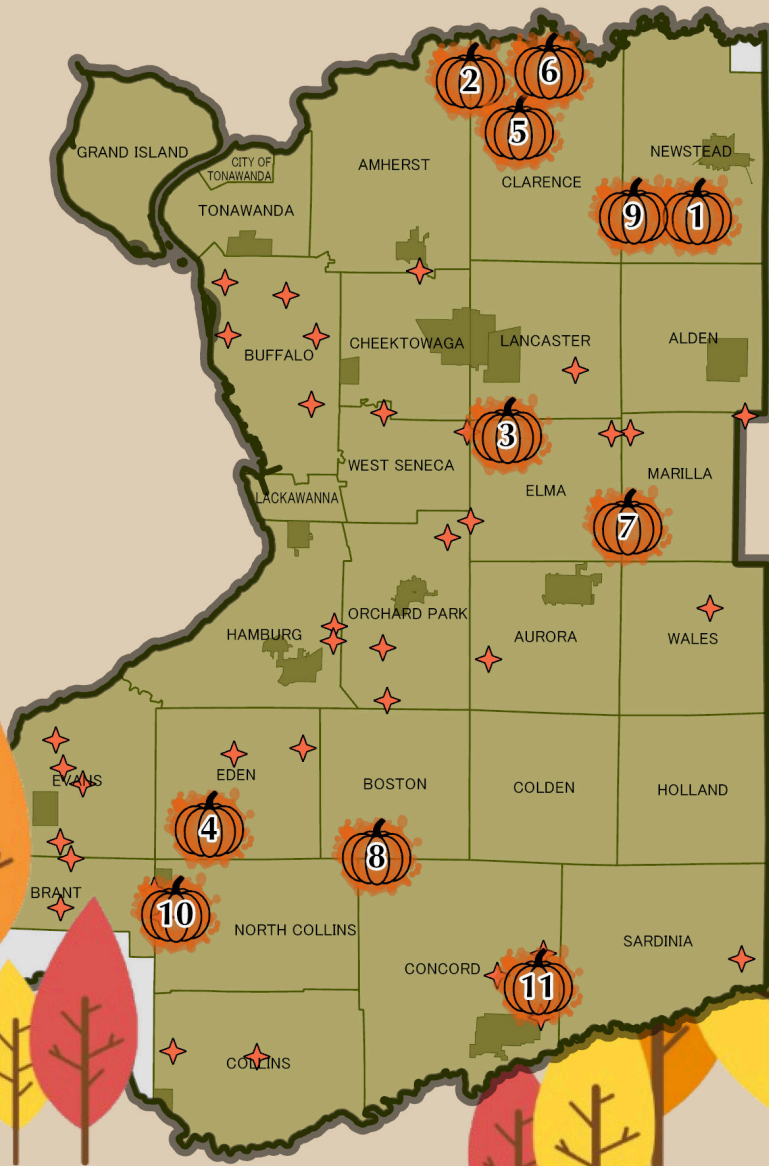 2
6
5
GRAND ISLAND
CITY OF
TONAWANDA
AMHERST
NEWSTEAD
CLARENCE
TONAWANDA
9
1
BUFFALO
CHEEKTOWAGA
LANCASTER
ALDEN
3
WEST SENECA
MARILLA
ELMA
LACKAWANNA
7
ORCHARD PARK
HAMBURG
AURORA
WALES
EVANS
EDEN
BOSTON
COLDEN
HOLLAND
4
8
BRANT
10
NORTH COLLINS
SARDINIA
CONCORD
11
COLLINS